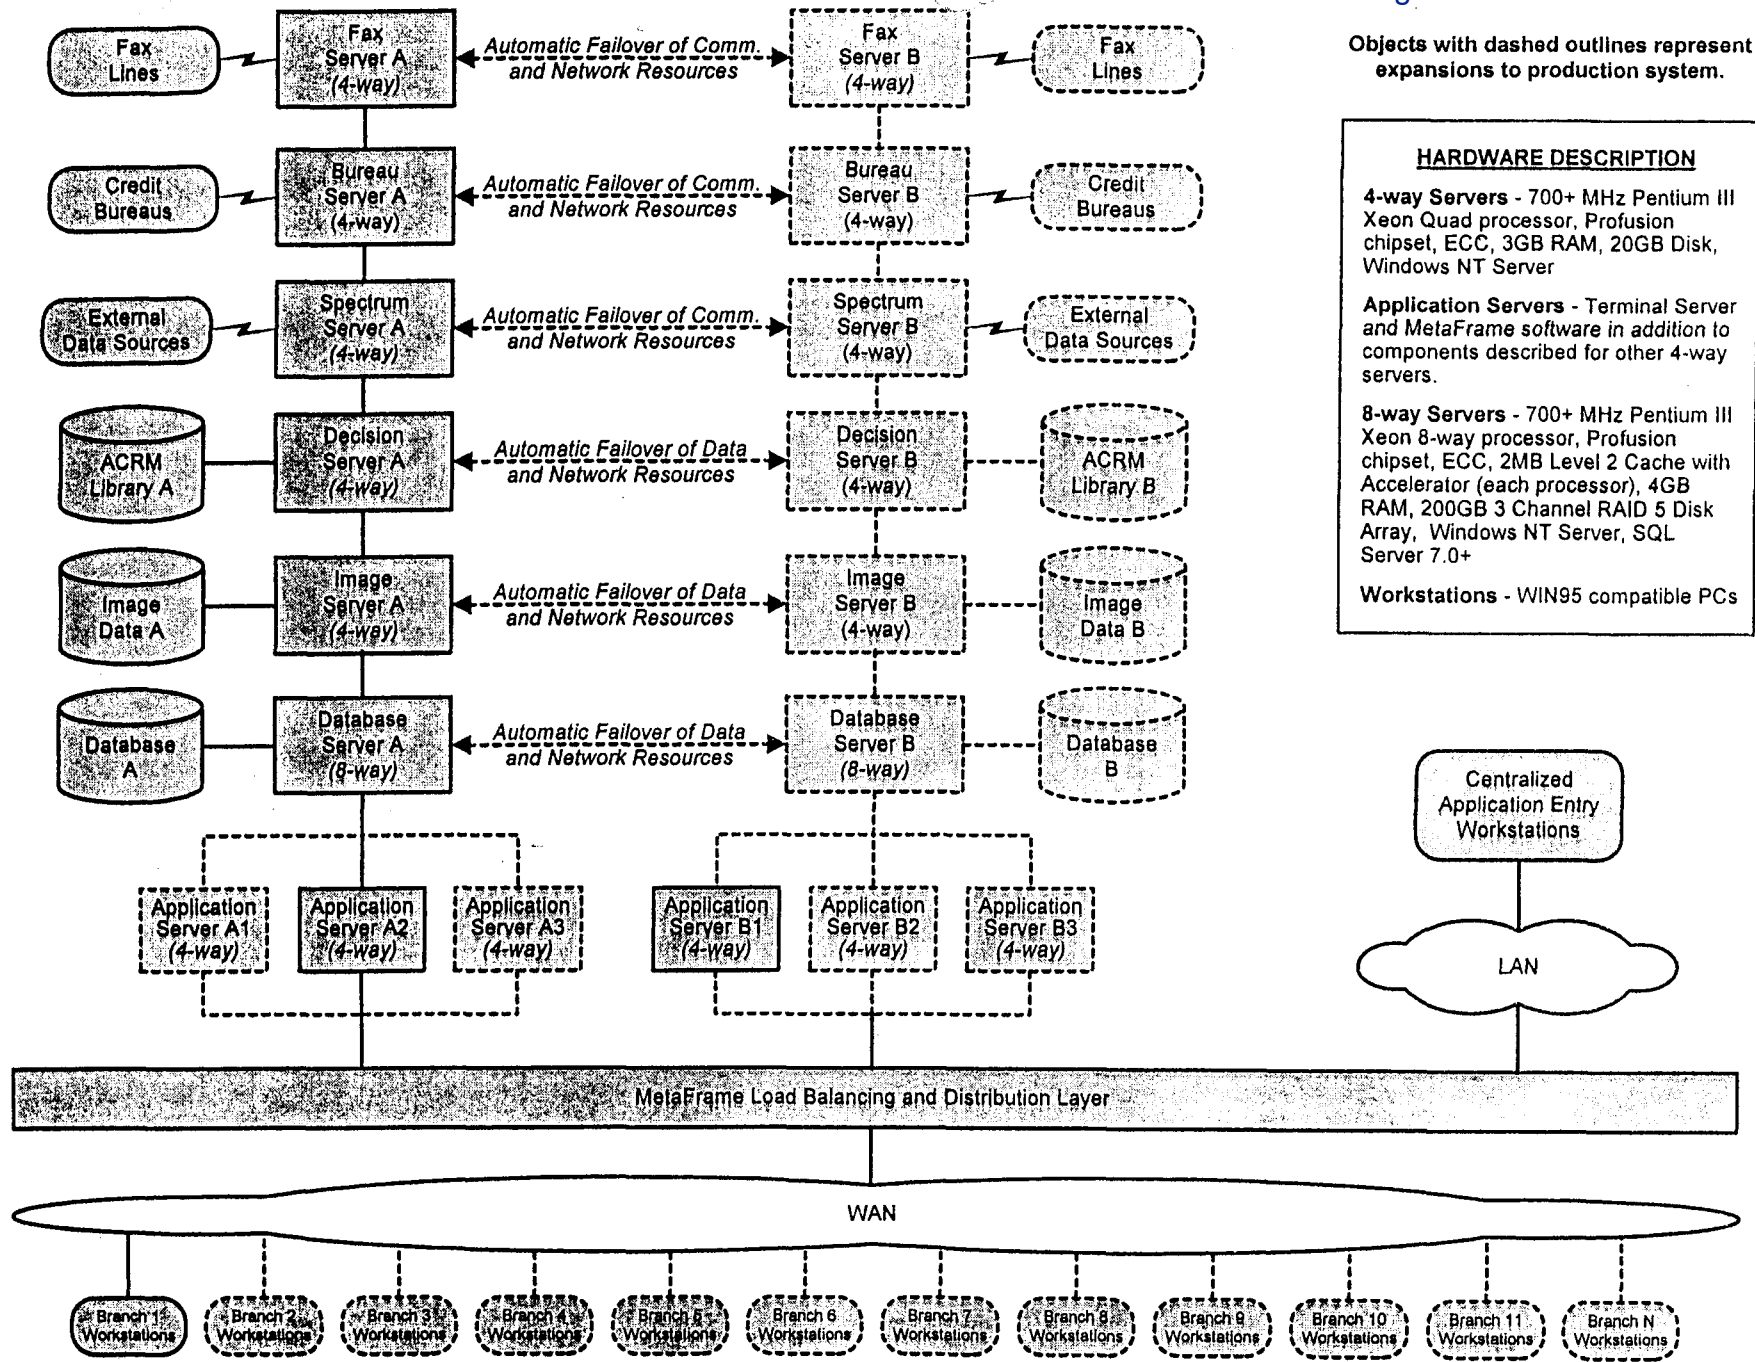 Fax
Lines
Fax
Server A
(4-way)
Automatic Failover of Comm.
and Network Resources
Fax
Server B
(4-way)
Fax
Lines
Objects with dashed outlines represent
expansions to production system.
Credit
Bureaus
Bureau
Server A
(4-way)
Automatic Failover of Comm.
and Network Resources
Bureau
Server B
(4-way)
Credit
Bureaus
External
Data Sources
Spectrum
Server A
(4-way)
Automatic Failover of Comm.
and Network Resources
Spectrum
Server B
(4-way)
External
Data Sources
ACRM
Library A
Decision
Server A
(4-way)
Automatic Failover of Data
and Network Resources
Decision
Server B
(4-way)
ACRM
Library B
Image
Data A
Image
Server A
(4-way)
Automatic Failover of Data
and Network Resources
Image
Server B
(4-way)
Image
Data B
Database
A
Database
Server A
(8-way)
Automatic Failover of Data
and Network Resources
Database
Server B
(8-way)
Database
B
HARDWARE DESCRIPTION
4-way Servers - 700+ MHz Pentium III
Xeon Quad processor, Profusion
chipset, ECC, 3GB RAM, 20GB Disk,
Windows NT Server
Application Servers - Terminal Server
and MetaFrame software in addition to
components described for other 4-way
servers.
8-way Servers - 700+ MHz Pentium III
Xeon 8-way processor, Profusion
chipset, ECC, 2MB Level 2 Cache with
Accelerator (each processor), 4GB
RAM, 200GB 3 Channel RAID 5 Disk
Array, Windows NT Server, SQL
Server 7.0+
Workstations - WIN95 compatible PCs
Centralized
Application Entry
Workstations
LAN
Application
Server A1
(4-way)
Application
Server A2
(4-way)
Application
Server A3
(4-way)
Application
Server B1
(4-way)
Application
Server B2
(4-way)
Application
Server B3
(4-way)
MetaFrame Load Balancing and Distribution Layer
WAN
Branch 1
Workstations
Branch 2
Workstations
Branch 3
Workstations
Branch 4
Workstations
Branch 5
Workstations
Branch 6
Workstations
Branch 7
Workstations
Branch 8
Workstations
Branch 9
Workstations
Branch 10
Workstations
Branch 11
Workstations
Branch N
Workstations